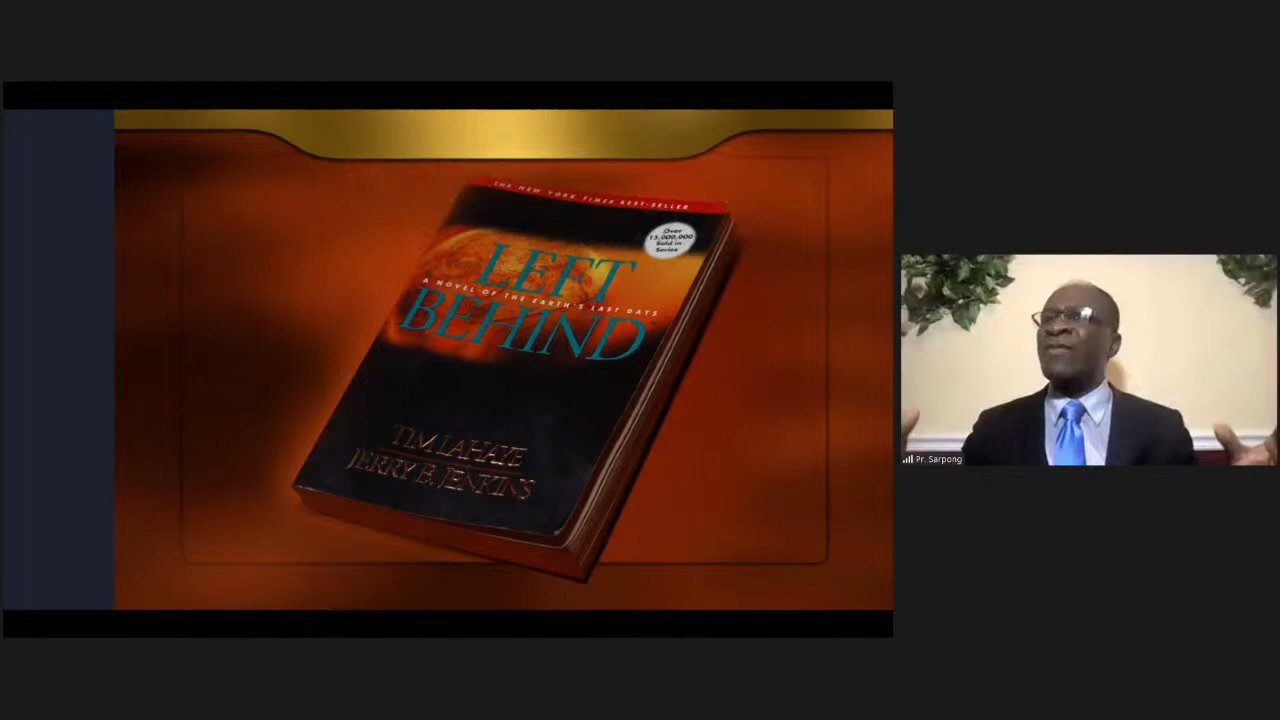 THE NEW YORK TIMES BEST-SELLER
Over
13,000,000
Sold in
Series
LEFT
A NOVEL OF THE EARTH'S LAST DAYS
BEHIND
TIM LAHAYE
JERRY B. JENKINS
Pr. Sarpong